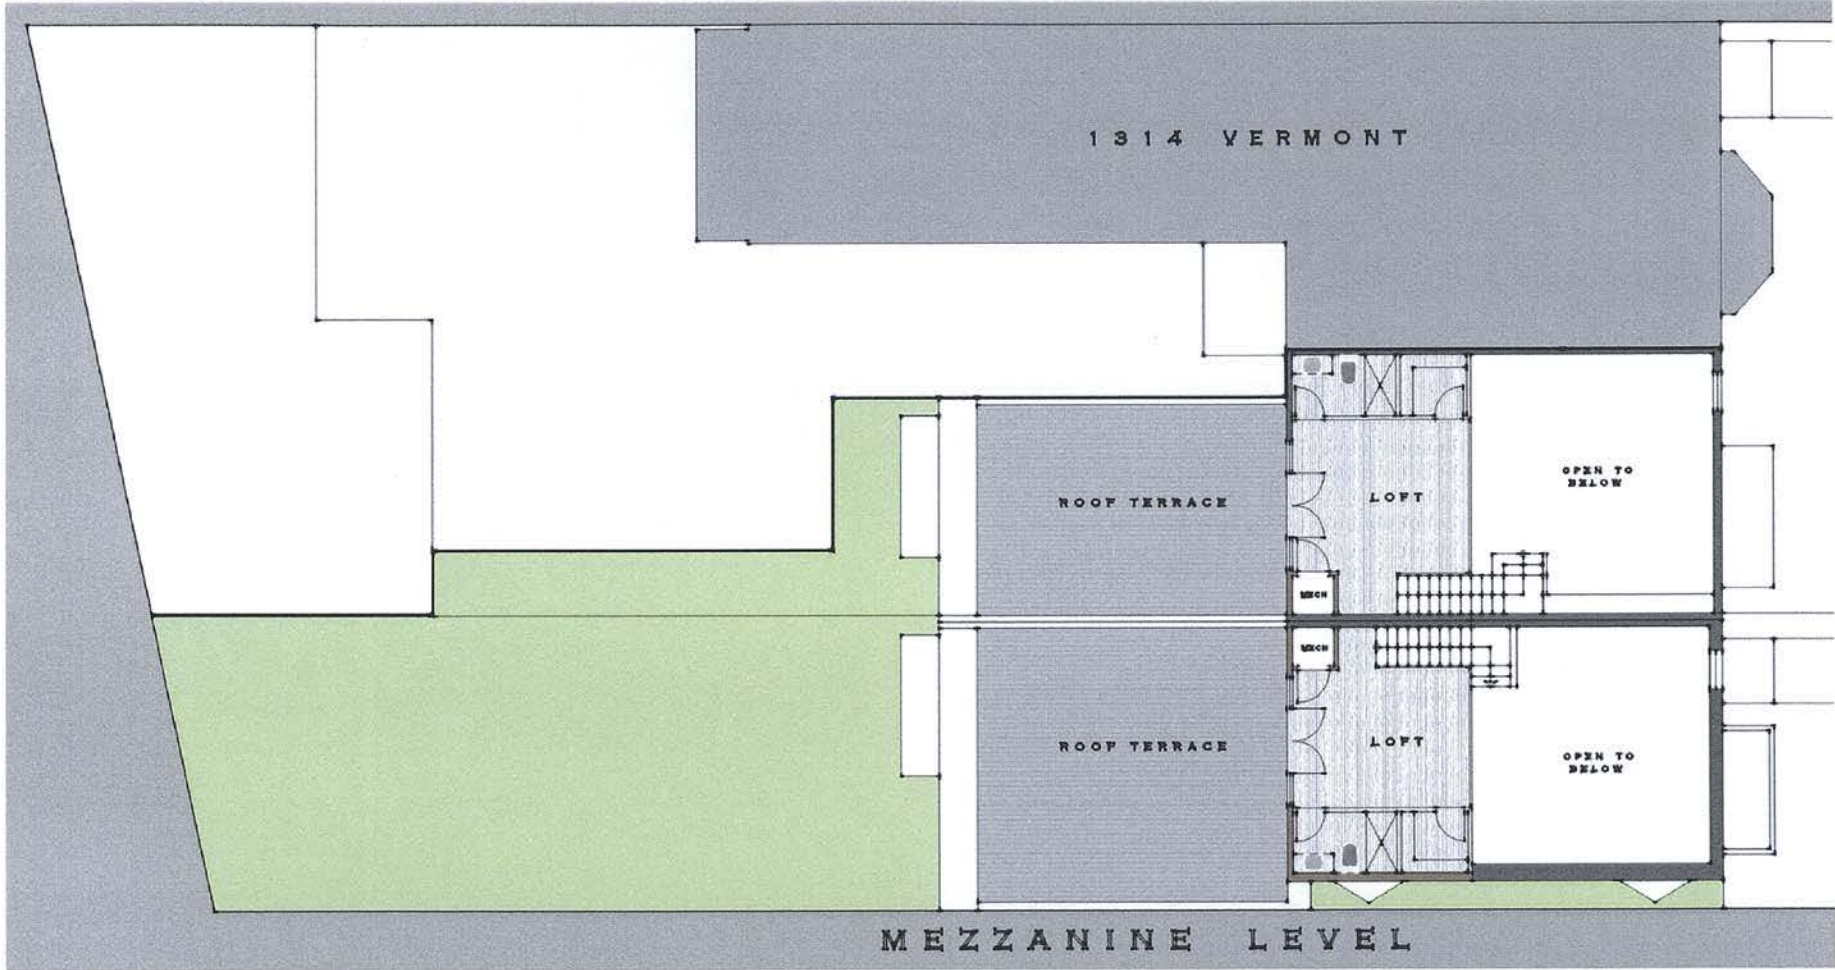 1314 VERMONT
OPEN TO
BELOW
ROOF TERRACE
LOFT
MECH
MECH
ROOF TERRACE
LOFT
OPEN TO
BELOW
MEZZANINE LEVEL